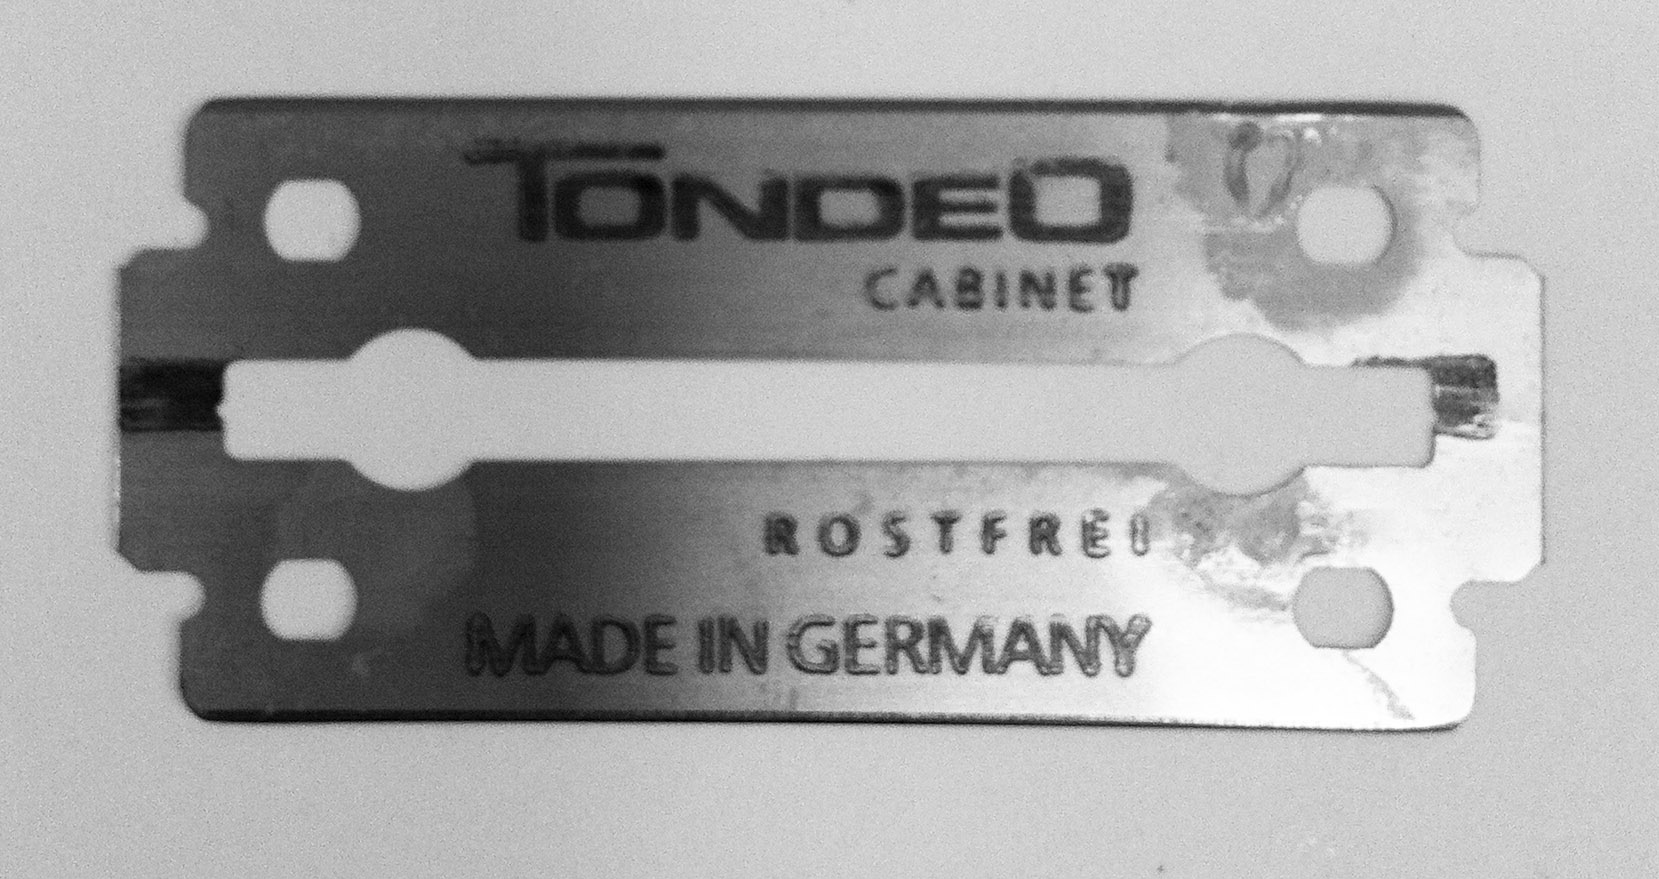 TONDEO
CABINET
ROSTFREI
MADE IN GERMANY